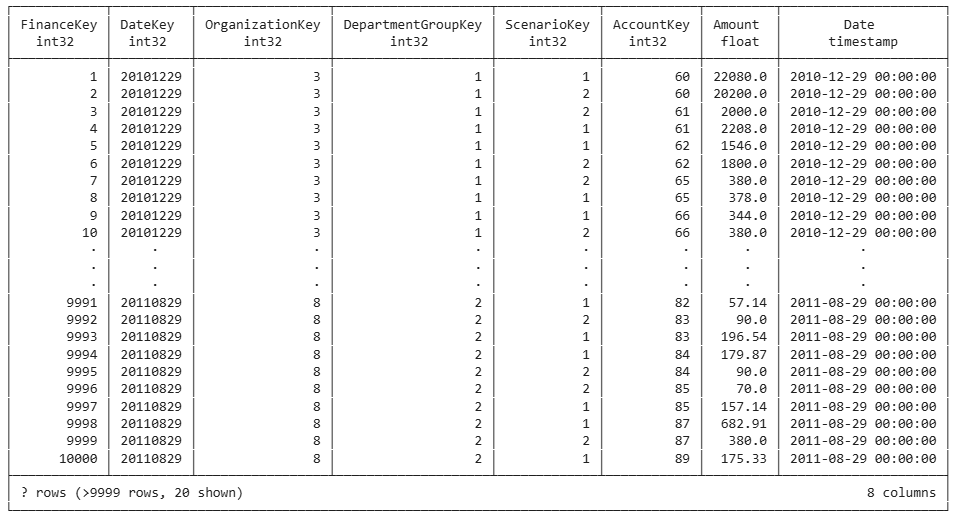 FinanceKey DateKey OrganizationKey DepartmentGroupKey ScenarioKey AccountKey Amount Date
int32 int32 int32 int32 int32 int32 float timestamp
1 20101229 3 1 1 60 22080.0 2010-12-29 00:00:00
2 20101229 3 1 2 60 20200.0 2010-12-29 00:00:00
3 20101229 3 1 2 61 2000.0 2010-12-29 00:00:00
4 20101229 3 1 1 61 2208.0 2010-12-29 00:00:00
5 20101229 3 1 1 62 1546.0 2010-12-29 00:00:00
6 20101229 3 1 2 62 1800.0 2010-12-29 00:00:00
7 20101229 3 1 2 65 380.0 2010-12-29 00:00:00
8 20101229 3 1 1 65 378.0 2010-12-29 00:00:00
9 20101229 3 1 1 66 344.0 2010-12-29 00:00:00
10 20101229 3 1 2 66 380.0 2010-12-29 00:00:00
. . . . . . . .
. . . . . . . .
. . . . . . . .
9991 20110829 8 2 1 82 57.14 2011-08-29 00:00:00
9992 20110829 8 2 2 83 90.0 2011-08-29 00:00:00
9993 20110829 8 2 1 83 196.54 2011-08-29 00:00:00
9994 20110829 8 2 1 84 179.87 2011-08-29 00:00:00
9995 20110829 8 2 2 84 90.0 2011-08-29 00:00:00
9996 20110829 8 2 2 85 70.0 2011-08-29 00:00:00
9997 20110829 8 2 1 85 157.14 2011-08-29 00:00:00
9998 20110829 8 2 1 87 682.91 2011-08-29 00:00:00
9999 20110829 8 2 2 87 380.0 2011-08-29 00:00:00
10000 20110829 8 2 1 89 175.33 2011-08-29 00:00:00
? rows (>9999 rows, 20 shown) 8 columns